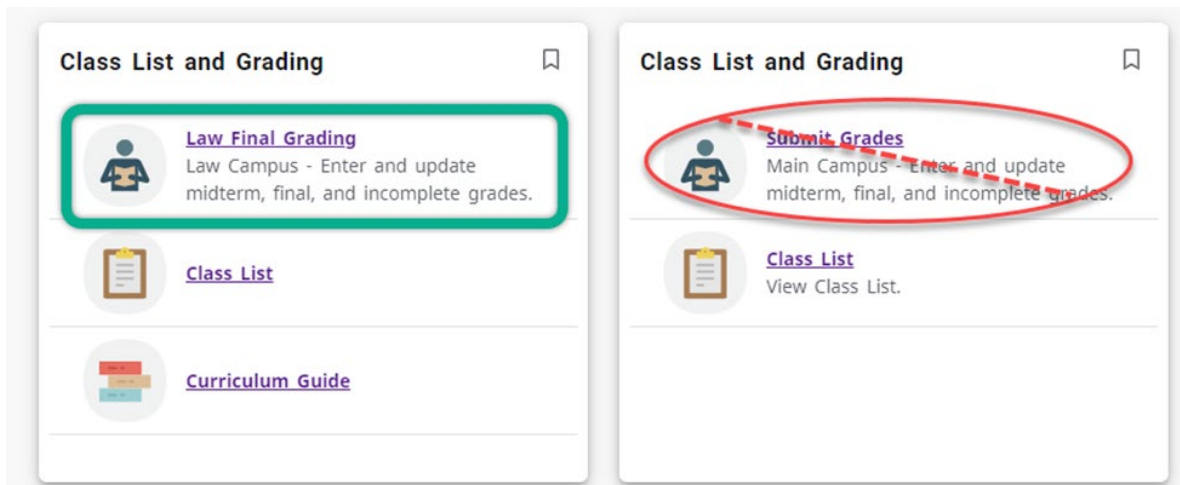 Class List and Grading
Law Final Grading
Law Campus - Enter and update
midterm, final, and incomplete grades.
Class List
Curriculum Guide
Class List and Grading
Submit Grades
Main Campus - Enter and update
midterm, final, and incomplete grades.
Class List
View Class List.